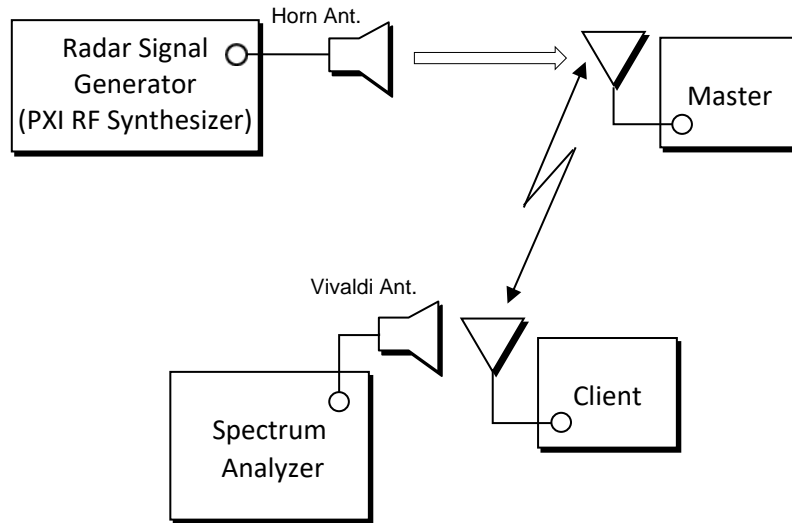 Horn Ant.
Radar Signal
Generator
(PXI RF Synthesizer)
Master
Vivaldi Ant.
Client
Spectrum
Analyzer